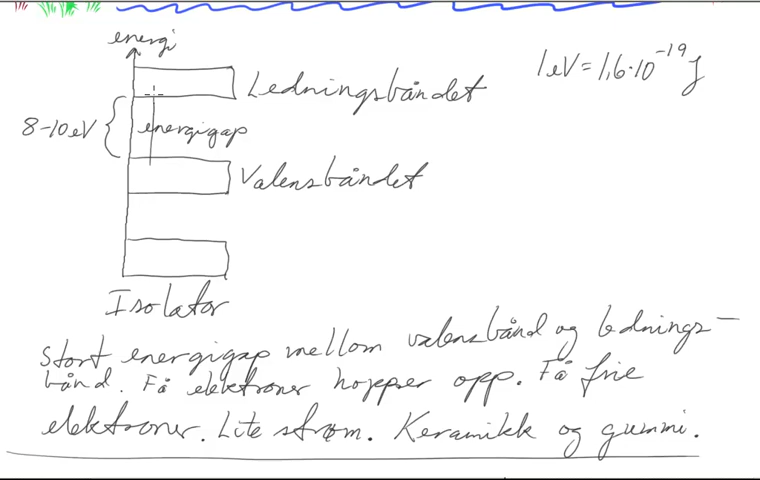 energi
1eV = 1,6·10⁻¹⁹J
Ledningsbåndet
8-10eV
energigap
Valensbåndet
Isolator
Stort energigap mellom valensbånd og lednings-
bånd. Få elektroner hopper opp. Få frie
elektroner. Lite strøm. Keramikk og gummi.